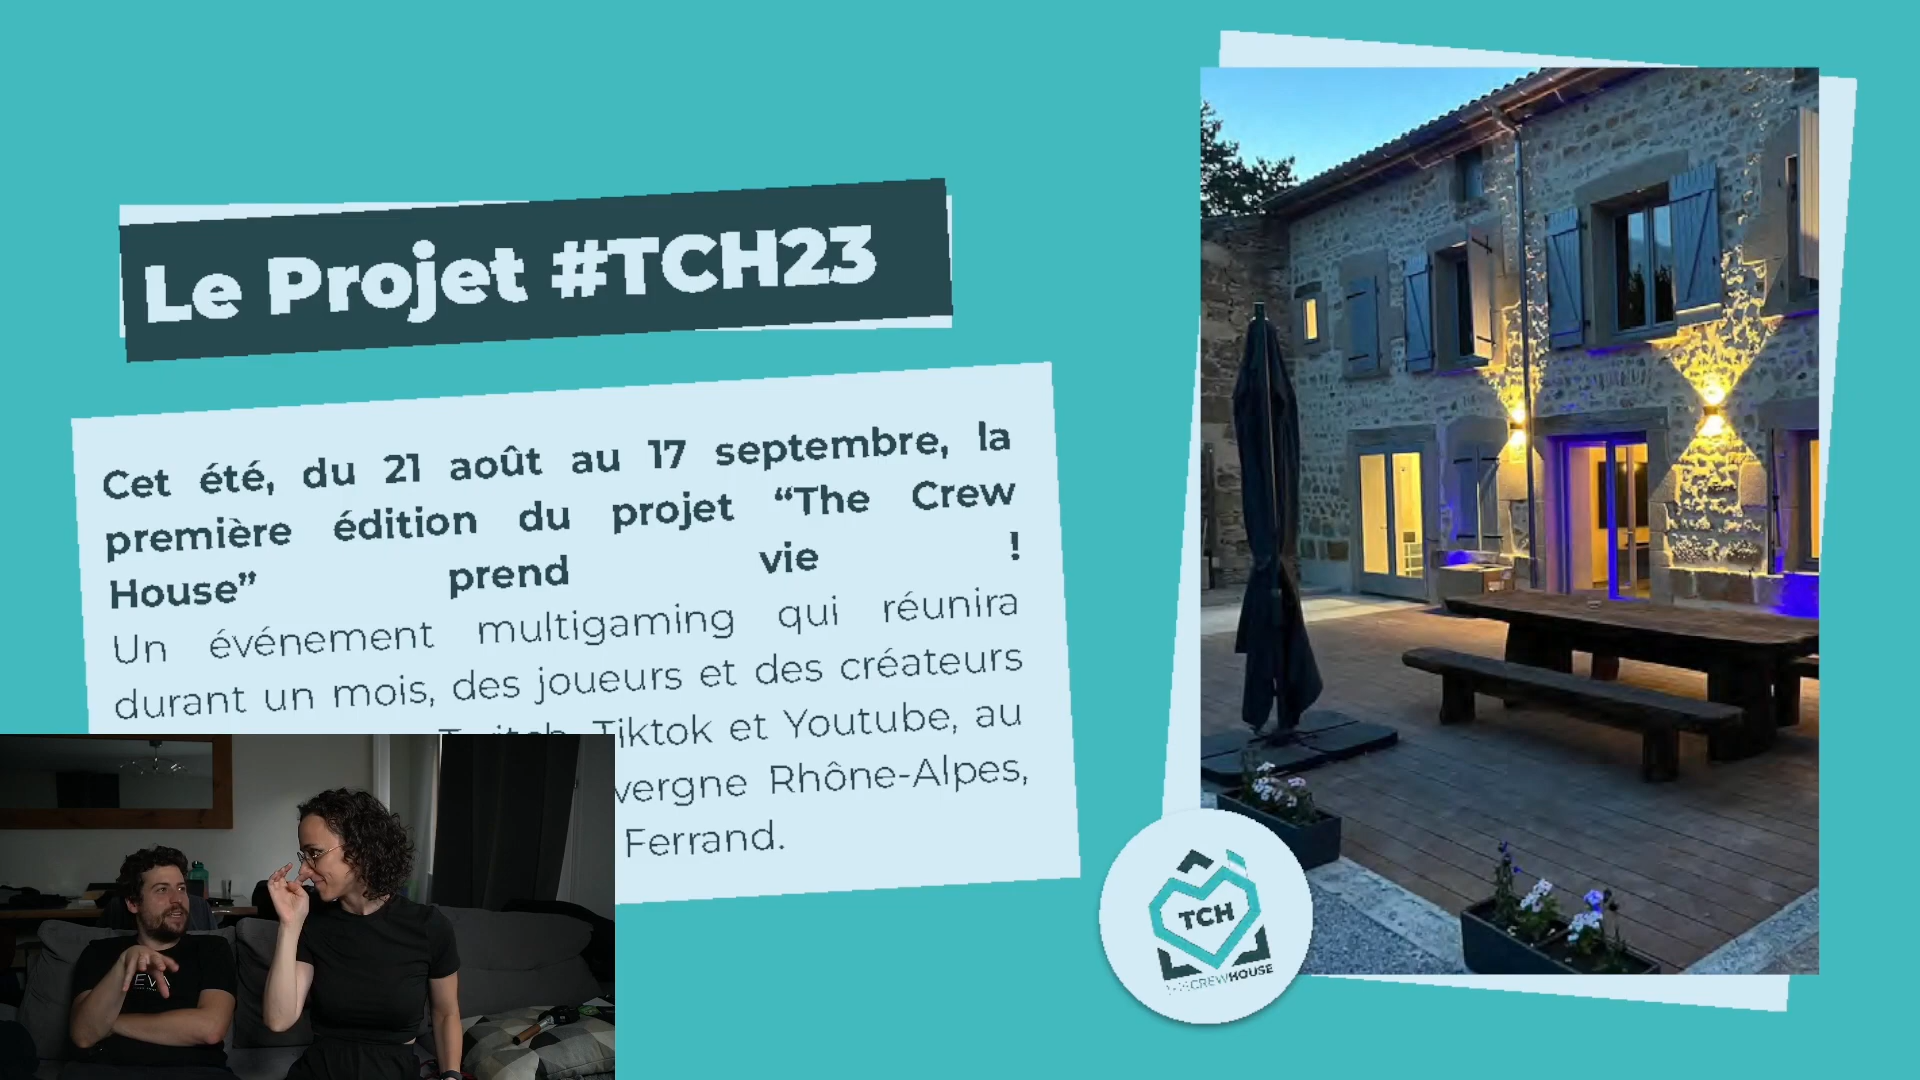 Le Projet #TCH23
Cet été, du 21 août au 17 septembre, la
première édition du projet “The Crew
House” prend vie !
Un événement multigaming qui réunira
durant un mois, des joueurs et des créateurs
Twitch, Tiktok et Youtube, au
vergne Rhône-Alpes,
Ferrand.
TCH
CREWHOUSE